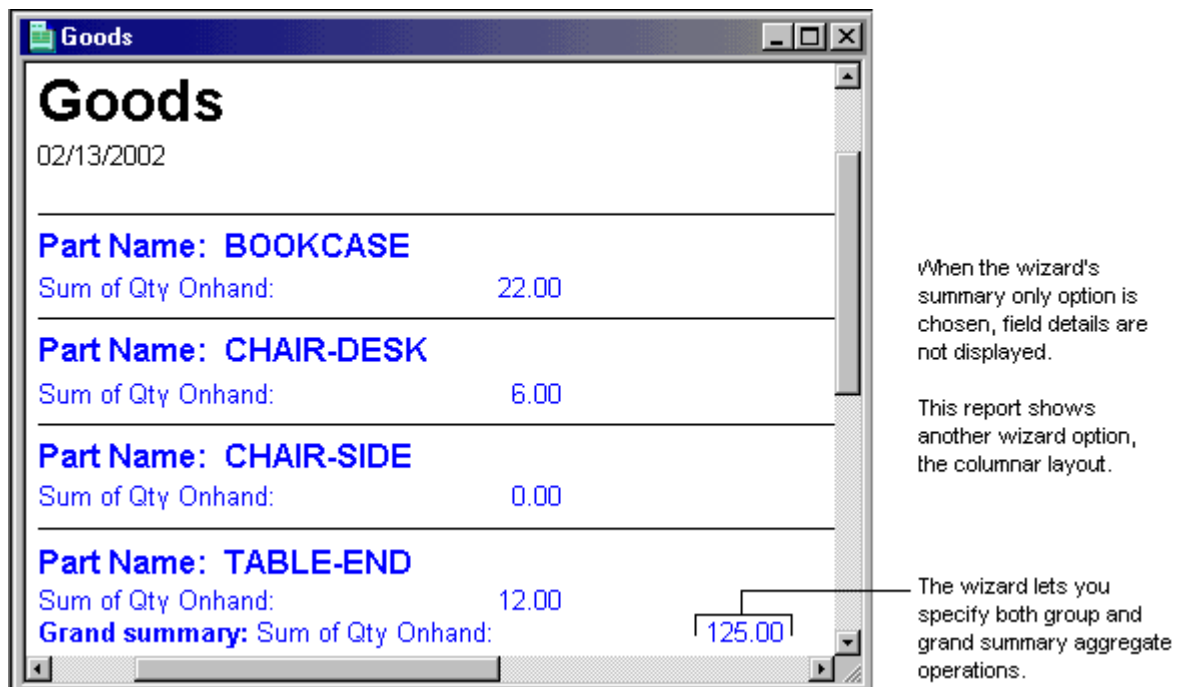 Goods
Goods
02/13/2002
Part Name: BOOKCASE
Sum of Qty Onhand: 22.00
Part Name: CHAIR-DESK
Sum of Qty Onhand: 6.00
Part Name: CHAIR-SIDE
Sum of Qty Onhand: 0.00
Part Name: TABLE-END
Sum of Qty Onhand: 12.00
Grand summary: Sum of Qty Onhand: 125.00
When the wizard's
summary only option is
chosen, field details are
not displayed.
This report shows
another wizard option,
the columnar layout.
The wizard lets you
specify both group and
grand summary aggregate
operations.